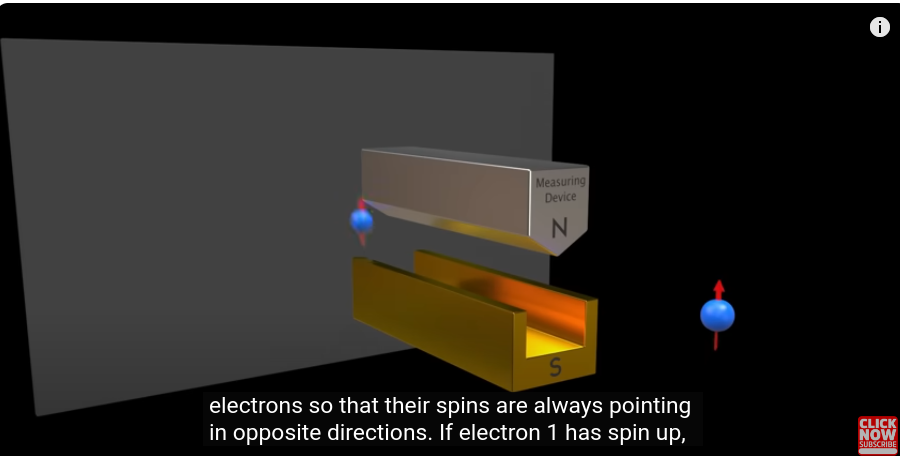 Measuring
Device
N
S
electrons so that their spins are always pointing
in opposite directions. If electron 1 has spin up,
CLICK
NOW
SUBSCRIBE
i